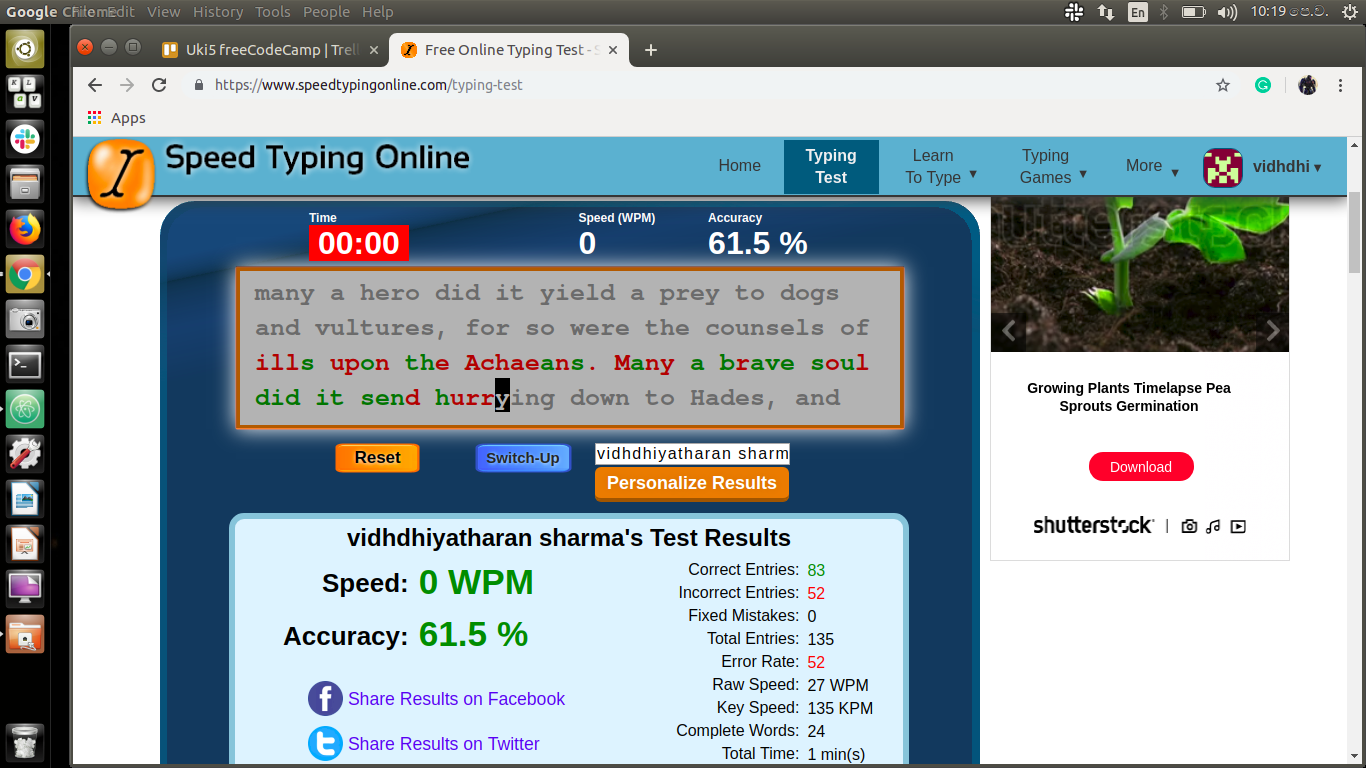 Google Chrome File Edit View History Tools People Help
En
10:19 පෙ.ව.
Uki5 freeCodeCamp | Trell
Free Online Typing Test - S
https://www.speedtypingonline.com/typing-test
Apps
Speed Typing Online
Home
Typing Test
Learn To Type
Typing Games
More
vidhdhi
Time
Speed (WPM)
Accuracy
00:00
0
61.5 %
many a hero did it yield a prey to dogs
and vultures, for so were the counsels of
ills upon the Achaeans. Many a brave soul
did it send hurrying down to Hades, and
Reset
Switch-Up
vidhdhiyatharan sharm
Personalize Results
vidhdhiyatharan sharma's Test Results
Speed: 0 WPM
Accuracy: 61.5 %
Share Results on Facebook
Share Results on Twitter
Correct Entries: 83
Incorrect Entries: 52
Fixed Mistakes: 0
Total Entries: 135
Error Rate: 52
Raw Speed: 27 WPM
Key Speed: 135 KPM
Complete Words: 24
Total Time: 1 min(s)
Growing Plants Timelapse Pea
Sprouts Germination
Download
shutterstock